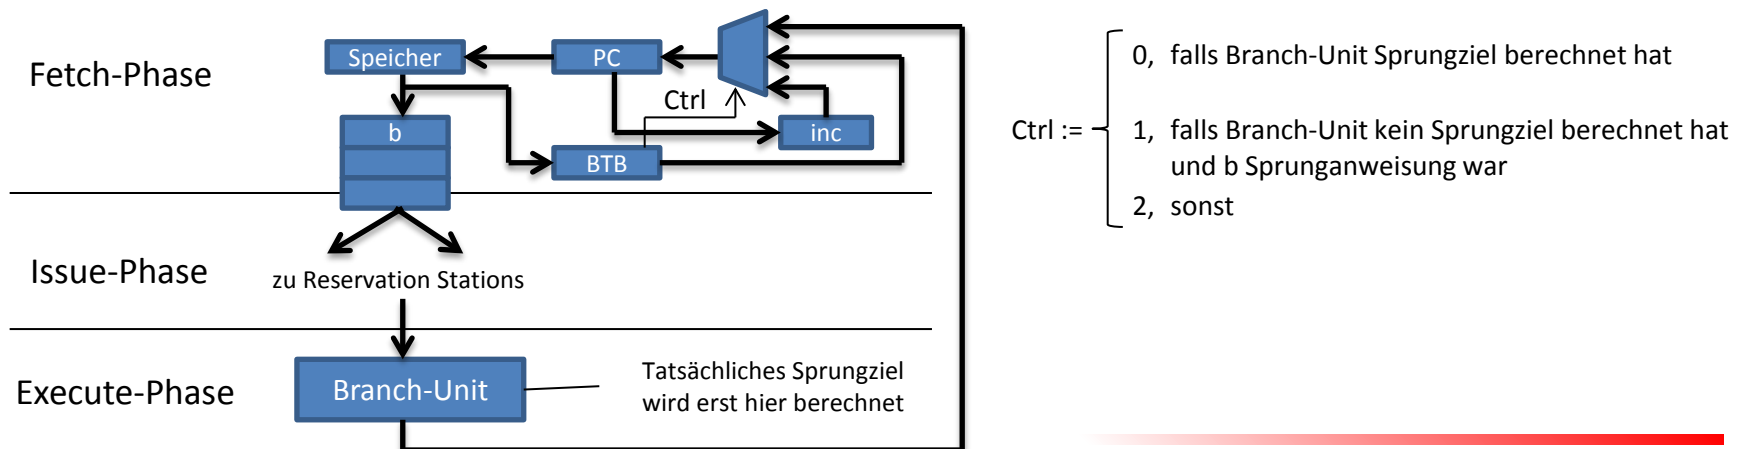 Fetch-Phase
Speicher
PC
Ctrl
b
inc
BTB
Issue-Phase
zu Reservation Stations
Execute-Phase
Branch-Unit
Tatsächliches Sprungziel
wird erst hier berechnet
Ctrl :=
0, falls Branch-Unit Sprungziel berechnet hat
1, falls Branch-Unit kein Sprungziel berechnet hat
und b Sprunganweisung war
2, sonst